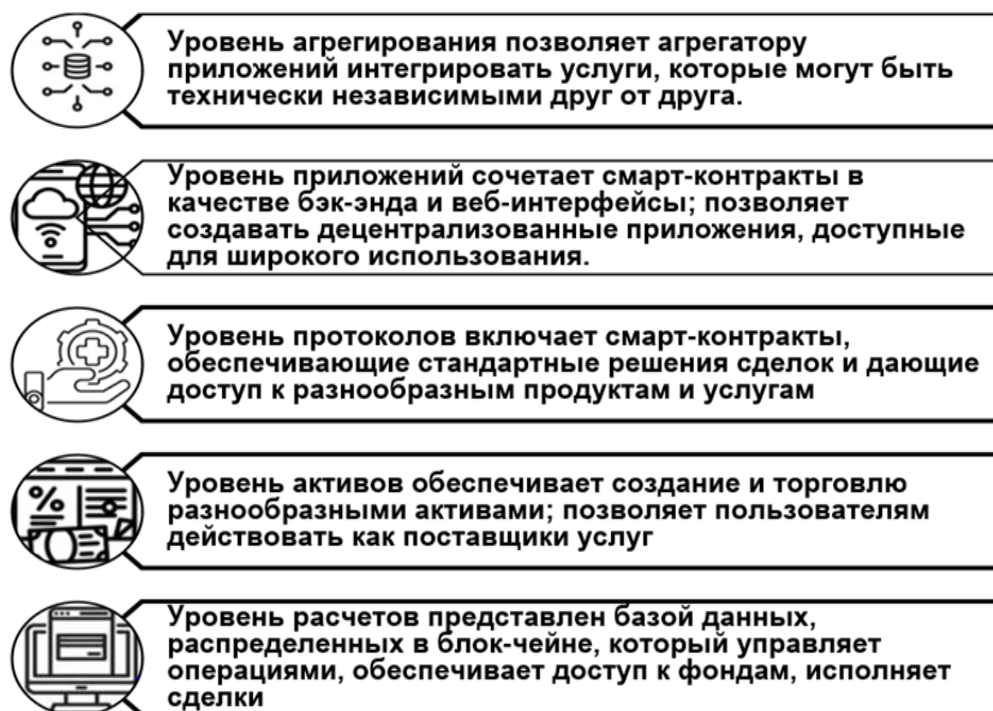 Уровень агрегирования позволяет агрегатору
приложений интегрировать услуги, которые могут быть
технически независимыми друг от друга.
Уровень приложений сочетает смарт-контракты в
качестве бэк-энда и веб-интерфейсы; позволяет
создавать децентрализованные приложения, доступные
для широкого использования.
Уровень протоколов включает смарт-контракты,
обеспечивающие стандартные решения сделок и дающие
доступ к разнообразным продуктам и услугам
Уровень активов обеспечивает создание и торговлю
разнообразными активами; позволяет пользователям
действовать как поставщики услуг
%
Уровень расчетов представлен базой данных,
распределенных в блок-чейне, который управляет
операциями, обеспечивает доступ к фондам, исполняет
сделки